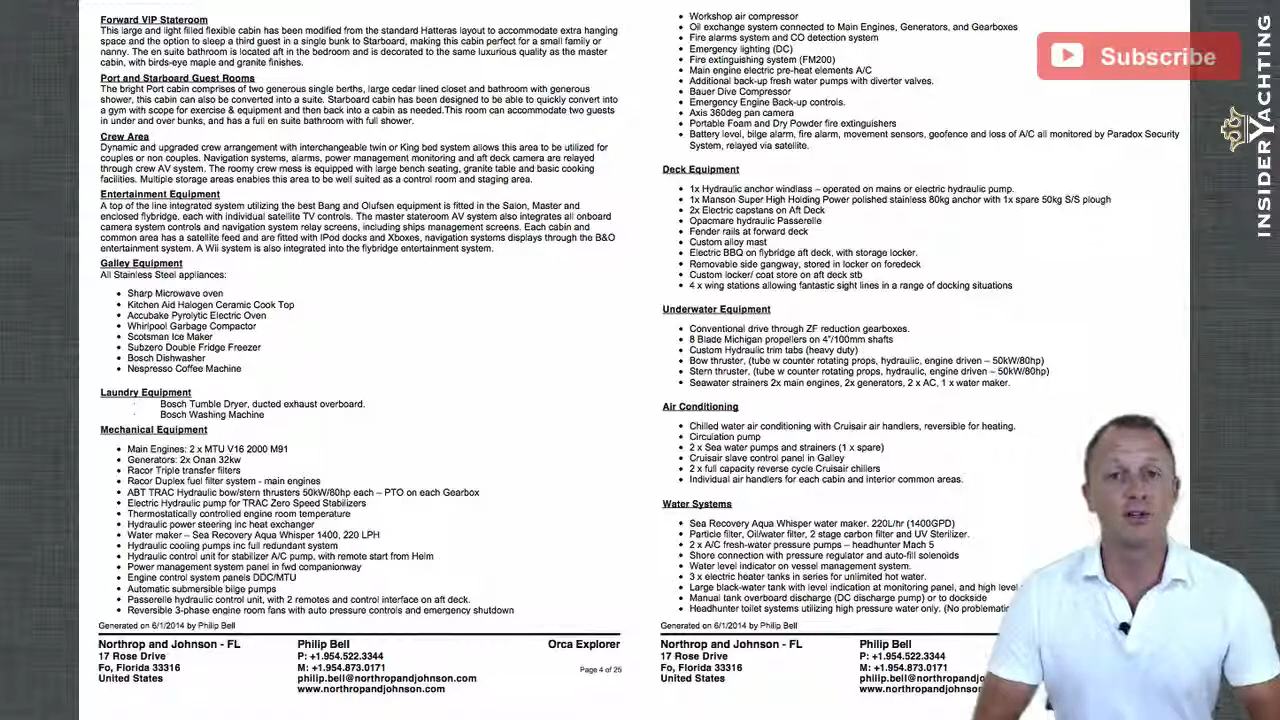 Forward VIP Stateroom
This large and light filled flexible cabin has been modified from the standard Hatteras layout to accommodate extra hanging
space and the option to sleep a third guest in a single bunk to Starboard, making this cabin perfect for a small family or
nanny. The en suite bathroom is located aft in the bedroom and is decorated to the same luxurious quality as the master
cabin, with birds-eye maple and granite finishes.
Port and Starboard Guest Rooms
The bright Port cabin comprises of two generous single berths, large cedar lined closet and bathroom with generous
shower, this cabin can also be converted into a suite. Starboard cabin has been designed to be able to quickly convert into
a gym with scope for exercise & equipment and then back into a cabin as needed.This room can accommodate two guests
in under and over bunks, and has a full en suite bathroom with full shower.
Crew Area
Dynamic and upgraded crew arrangement with interchangeable twin or King bed system allows this area to be utilized for
couples or non couples. Navigation systems, alarms, power management monitoring and aft deck camera are relayed
through crew AV system. The roomy crew mess is equipped with large bench seating, granite table and basic cooking
facilities. Multiple storage areas enables this area to be well suited as a control room and staging area.
Entertainment Equipment
A top of the line integrated system utilizing the best Bang and Olufsen equipment is fitted in the Salon, Master and
enclosed flybridge, each with individual satellite TV controls. The master stateroom AV system also integrates all onboard
camera system controls and navigation system relay screens, including ships management screens. Each cabin and
common area has a satellite feed and are fitted with IPod docks and Xboxes, navigation systems displays through the B&O
entertainment system. A Wii system is also integrated into the flybridge entertainment system.
Galley Equipment
All Stainless Steel appliances:
• Sharp Microwave oven
• Kitchen Aid Halogen Ceramic Cook Top
• Accubake Pyrolytic Electric Oven
• Whirlpool Garbage Compactor
• Scotsman Ice Maker
• Subzero Double Fridge Freezer
• Bosch Dishwasher
• Nespresso Coffee Machine
Laundry Equipment
· Bosch Tumble Dryer, ducted exhaust overboard.
· Bosch Washing Machine
Mechanical Equipment
• Main Engines: 2 x MTU V16 2000 M91
• Generators: 2x Onan 32kw
• Racor Triple transfer filters
• Racor Duplex fuel filter system - main engines
• ABT TRAC Hydraulic bow/stern thrusters 50kW/80hp each – PTO on each Gearbox
• Electric Hydraulic pump for TRAC Zero Speed Stabilizers
• Thermostatically controlled engine room temperature
• Hydraulic power steering inc heat exchanger
• Water maker – Sea Recovery Aqua Whisper 1400, 220 LPH
• Hydraulic cooling pumps inc full redundant system
• Hydraulic control unit for stabilizer A/C pump, with remote start from Helm
• Power management system panel in fwd companionway
• Engine control system panels DDC/MTU
• Automatic submersible bilge pumps
• Passerelle hydraulic control unit, with 2 remotes and control interface on aft deck.
• Reversible 3-phase engine room fans with auto pressure controls and emergency shutdown
Generated on 6/1/2014 by Philip Bell
Northrop and Johnson - FL
17 Rose Drive
Fo, Florida 33316
United States
Philip Bell
P: +1.954.522.3344
M: +1.954.873.0171
philip.bell@northropandjohnson.com
www.northropandjohnson.com
Orca Explorer
Page 4 of 25
• Workshop air compressor
• Oil exchange system connected to Main Engines, Generators, and Gearboxes
• Fire alarms system and CO detection system
• Emergency lighting (DC)
• Fire extinguishing system (FM200)
• Main engine electric pre-heat elements A/C
• Additional back-up fresh water pumps with diverter valves.
• Bauer Dive Compressor
• Emergency Engine Back-up controls.
• Axis 360deg pan camera
• Portable Foam and Dry Powder fire extinguishers
• Battery level, bilge alarm, fire alarm, movement sensors, geofence and loss of A/C all monitored by Paradox Security
System, relayed via satellite.
Deck Equipment
• 1x Hydraulic anchor windlass – operated on mains or electric hydraulic pump.
• 1x Manson Super High Holding Power polished stainless 80kg anchor with 1x spare 50kg S/S plough
• 2x Electric capstans on Aft Deck
• Opacmare hydraulic Passerelle
• Fender rails at forward deck
• Custom alloy mast
• Electric BBQ on flybridge aft deck, with storage locker.
• Removable side gangway, stored in locker on foredeck
• Custom locker/ coat store on aft deck stb
• 4 x wing stations allowing fantastic sight lines in a range of docking situations
Underwater Equipment
• Conventional drive through ZF reduction gearboxes.
• 8 Blade Michigan propellers on 4"/100mm shafts
• Custom Hydraulic trim tabs (heavy duty)
• Bow thruster, (tube w counter rotating props, hydraulic, engine driven – 50kW/80hp)
• Stern thruster, (tube w counter rotating props, hydraulic, engine driven – 50kW/80hp)
• Seawater strainers 2x main engines, 2x generators, 2 x AC, 1 x water maker.
Air Conditioning
• Chilled water air conditioning with Cruisair air handlers, reversible for heating.
• Circulation pump
• 2 x Sea water pumps and strainers (1 x spare)
• Cruisair slave control panel in Galley
• 2 x full capacity reverse cycle Cruisair chillers
• Individual air handlers for each cabin and interior common areas.
Water Systems
• Sea Recovery Aqua Whisper water maker. 220L/hr (1400GPD)
• Particle filter, Oil/water filter, 2 stage carbon filter and UV Sterilizer.
• 2 x A/C fresh-water pressure pumps – headhunter Mach 5
• Shore connection with pressure regulator and auto-fill solenoids
• Water level indicator on vessel management system.
• 3 x electric heater tanks in series for unlimited hot water.
• Large black-water tank with level indication at monitoring panel, and high level
• Manual tank overboard discharge (DC discharge pump) or to dockside
• Headhunter toilet systems utilizing high pressure water only. (No
Generated on 6/1/2014 by Philip Bell
Northrop and Johnson - FL
17 Rose Drive
Fo, Florida 33316
United States
Philip Bell
P: +1.954.522.3344
M: +1.954.873.0171
philip.bell@northropandj
www.northropandjohnso
Subscribe
INSIDER YACHTING